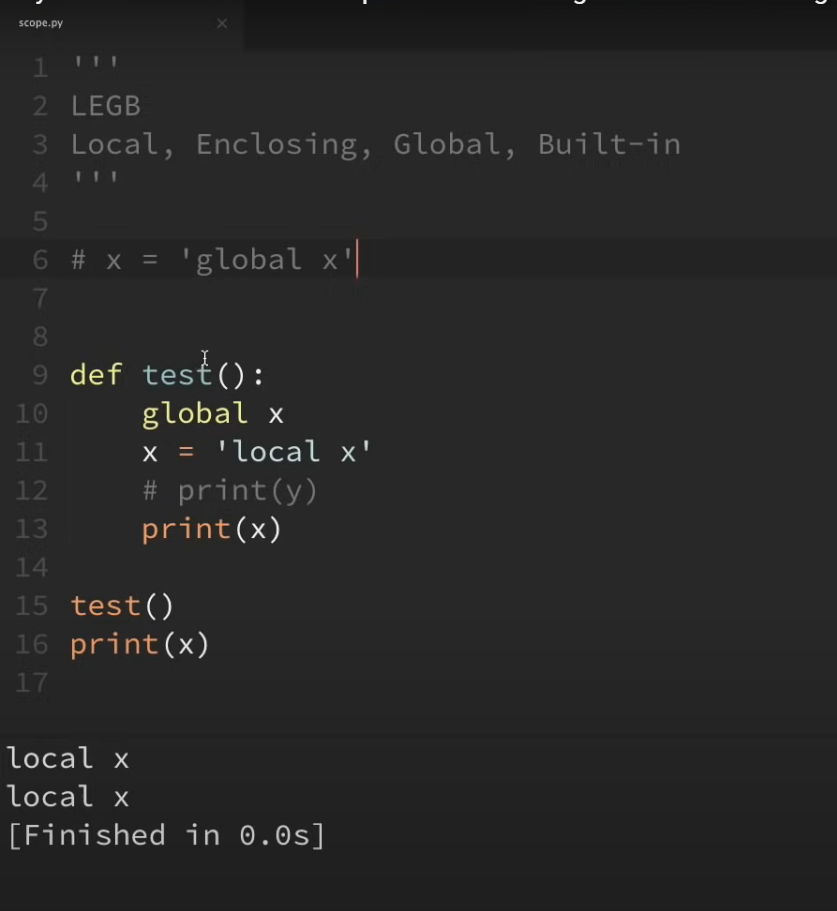 scope.py
1 '''
2 LEGB
3 Local, Enclosing, Global, Built-in
4 '''
5
6 # x = 'global x'
7
8
9 def test():
10     global x
11     x = 'local x'
12     # print(y)
13     print(x)
14
15 test()
16 print(x)
17
local x
local x
[Finished in 0.0s]